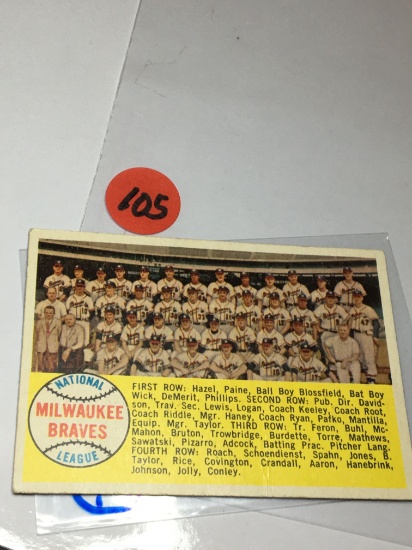 105
NATIONAL
MILWAUKEE
BRAVES
LEAGUE
FIRST ROW: Hazel, Paine, Ball Boy Blossfield, Bat Boy
Wick, DeMerit, Phillips. SECOND ROW: Pub. Dir. David-
son, Trav. Sec. Lewis, Logan, Coach Keeley, Coach Root,
Coach Riddle, Mgr. Haney, Coach Ryan, Pafko, Mantilla,
Equip. Mgr. Taylor. THIRD ROW: Tr. Feron, Buhl, Mc-
Mahon, Bruton, Trowbridge, Burdette, Torre, Mathews,
Sawatski, Pizarro, Adcock, Batting Prac. Pitcher Lang.
FOURTH ROW: Roach, Schoendienst, Spahn, Jones, B.
Taylor, Rice, Covington, Crandall, Aaron, Hanebrink,
Johnson, Jolly, Conley.